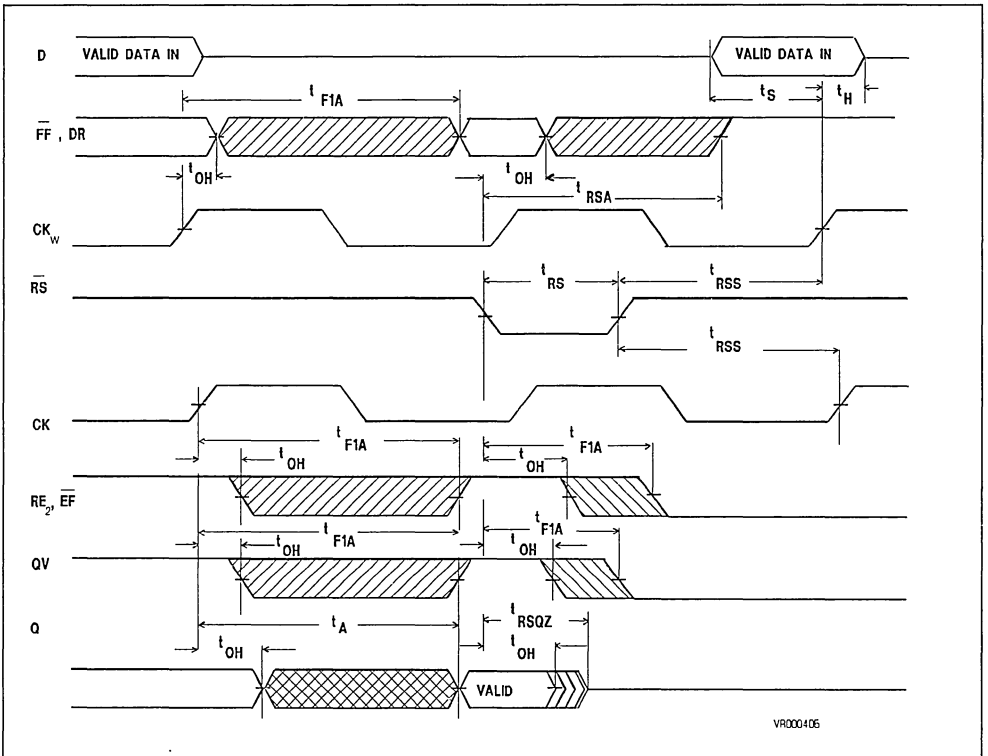 D VALID DATA IN VALID DATA IN
t F1A t S t H
FF , DR
t OH t OH t RSA
CK W
RS t RS t RSS
t RSS
CK
t F1A t F1A
t OH t OH
RE 2, EF
t F1A t F1A
t OH t OH
QV
Q t A t RSQZ
t OH t OH
VALID
VR000406